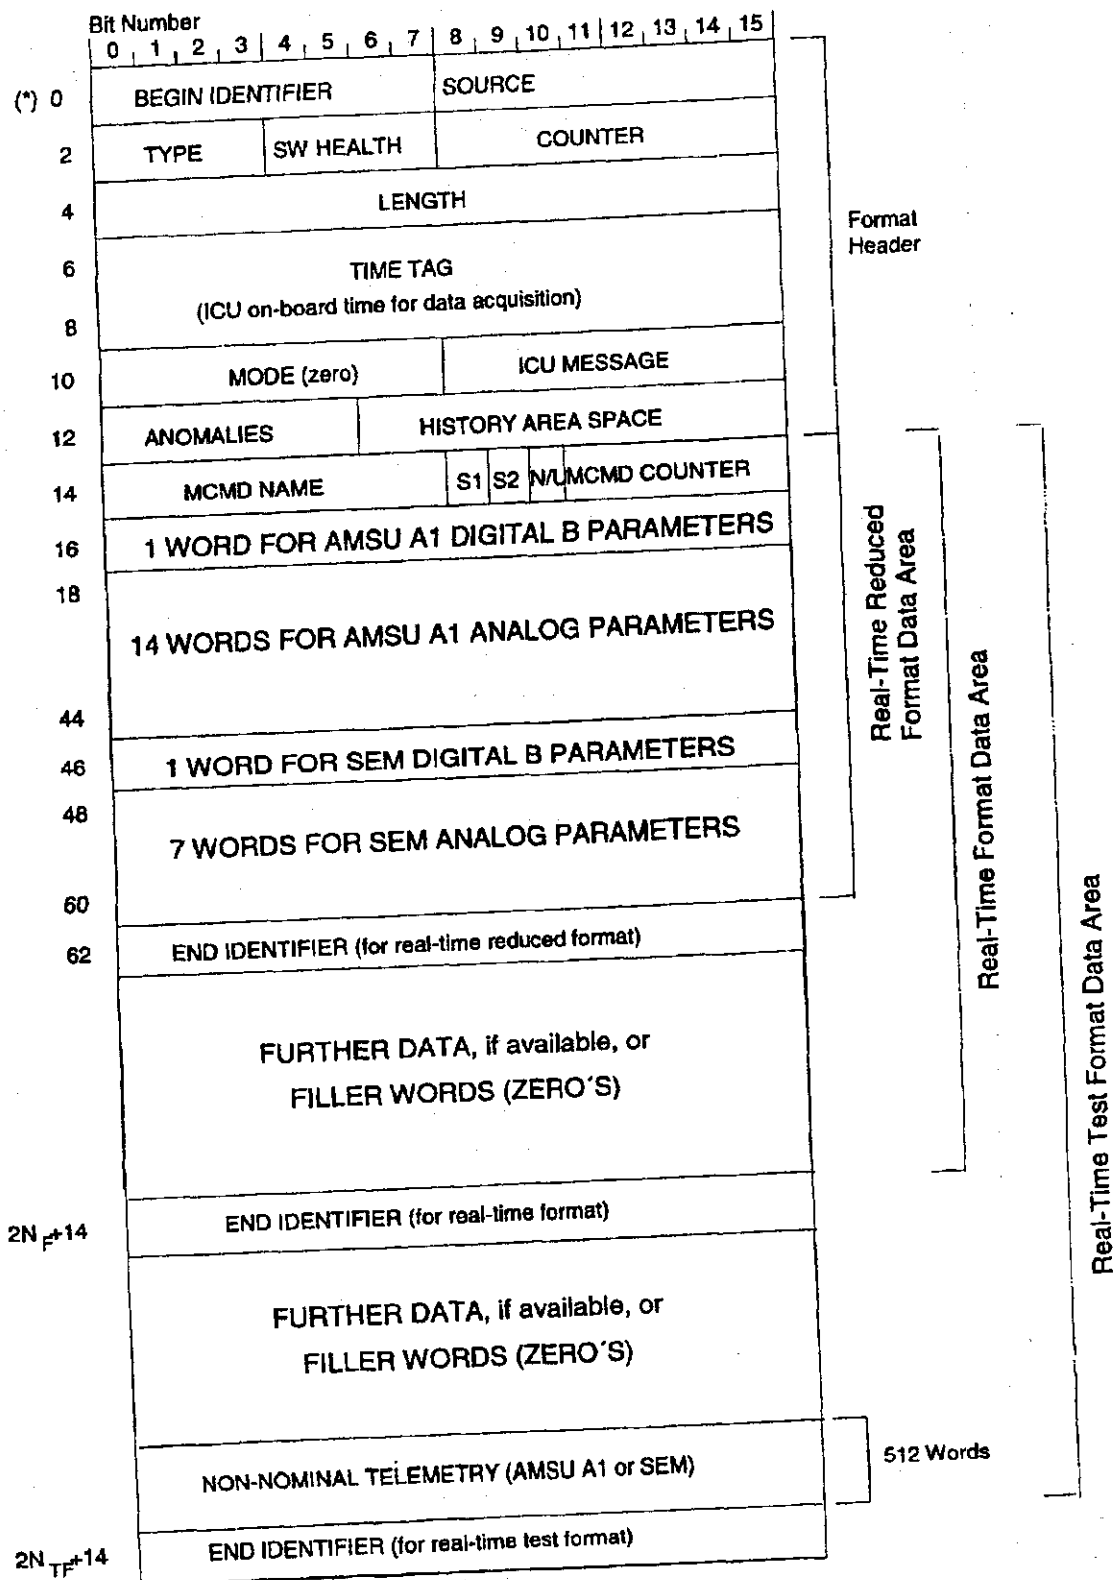 Bit Number
0 1 2 3 4 5 6 7 8 9 10 11 12 13 14 15
(*) 0 BEGIN IDENTIFIER SOURCE
2 TYPE SW HEALTH COUNTER
4 LENGTH
6 TIME TAG
(ICU on-board time for data acquisition)
8
Format
Header
10 MODE (zero) ICU MESSAGE
12 ANOMALIES HISTORY AREA SPACE
14 MCMD NAME S1 S2 N/U MCMD COUNTER
16 1 WORD FOR AMSU A1 DIGITAL B PARAMETERS
18
14 WORDS FOR AMSU A1 ANALOG PARAMETERS
44
46 1 WORD FOR SEM DIGITAL B PARAMETERS
48
7 WORDS FOR SEM ANALOG PARAMETERS
60
62 END IDENTIFIER (for real-time reduced format)
Real-Time Reduced
Format Data Area
Real-Time Format Data Area
Real-Time Test Format Data Area
FURTHER DATA, if available, or
FILLER WORDS (ZERO´S)
2N F+14 END IDENTIFIER (for real-time format)
FURTHER DATA, if available, or
FILLER WORDS (ZERO´S)
NON-NOMINAL TELEMETRY (AMSU A1 or SEM)
512 Words
2N TF+14 END IDENTIFIER (for real-time test format)